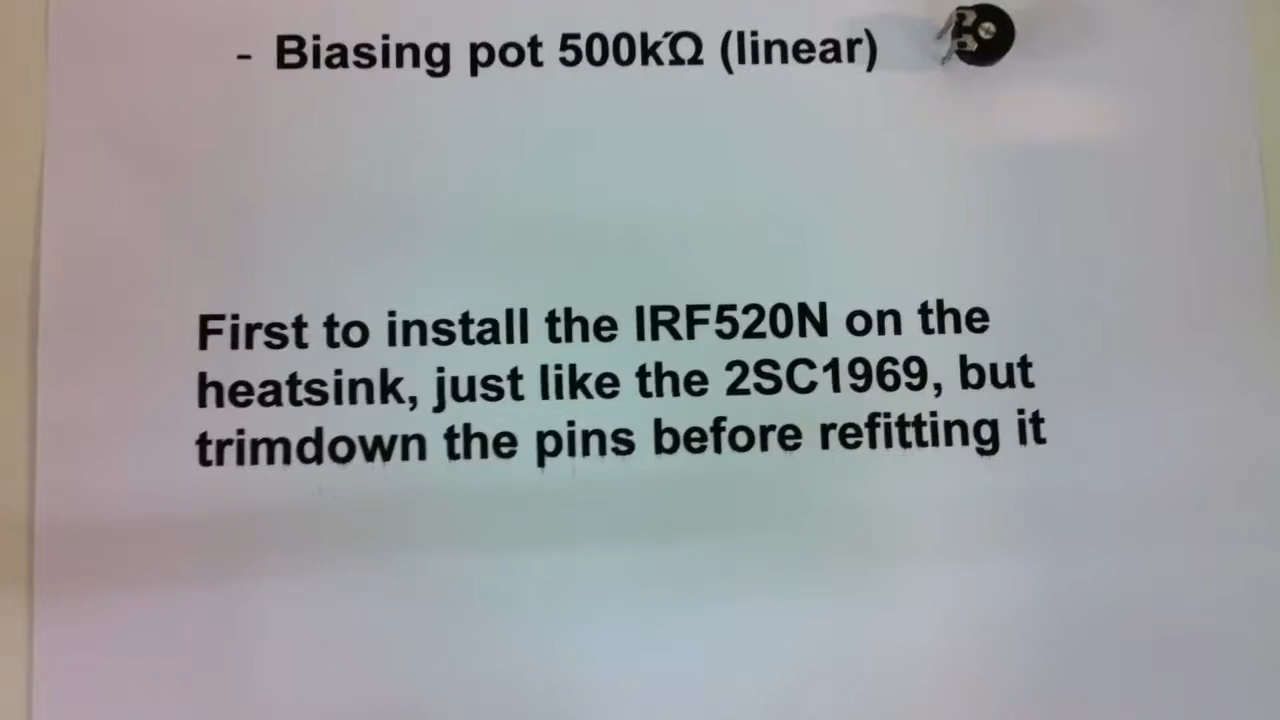 - Biasing pot 500kΩ (linear)
First to install the IRF520N on the
heatsink, just like the 2SC1969, but
trimdown the pins before refitting it